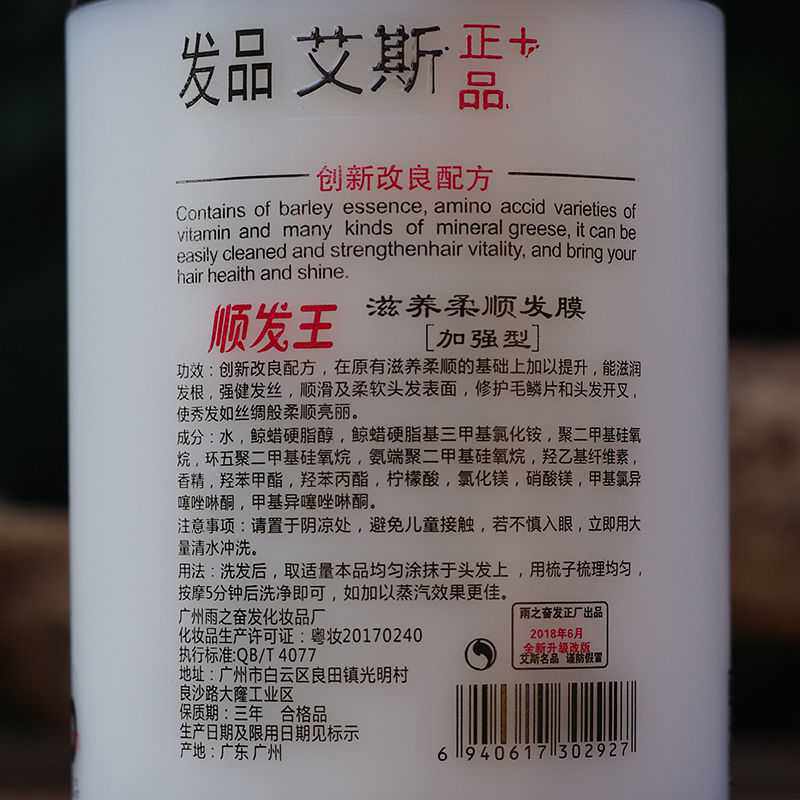 发品 艾斯 正品+
创新改良配方
Contains of barley essence, amino accid varieties of
vitamin and many kinds of mineral greese, it can be
easily cleaned and strengthenhair vitality, and bring your
hair health and shine.
顺发王 滋养柔顺发膜
[加强型]
功效：创新改良配方，在原有滋养柔顺的基础上加以提升，能滋润
发根，强健发丝，顺滑及柔软头发表面，修护毛鳞片和头发开叉，
使秀发如丝绸般柔顺亮丽。
成分：水，鲸蜡硬脂醇，鲸蜡硬脂基三甲基氯化铵，聚二甲基硅氧
烷，环五聚二甲基硅氧烷，氨端聚二甲基硅氧烷，羟乙基纤维素，
香精，羟苯甲酯，羟苯丙酯，柠檬酸，氯化镁，硝酸镁，甲基氯异
噻唑啉酮，甲基异噻唑啉酮。
注意事项：请置于阴凉处，避免儿童接触，若不慎入眼，立即用大
量清水冲洗。
用法：洗发后，取适量本品均匀涂抹于头发上，用梳子梳理均匀，
按摩5分钟后洗净即可，如加以蒸汽效果更佳。
广州雨之奋发化妆品厂
化妆品生产许可证：粤妆20170240
执行标准:QB/T 4077
地址：广州市白云区良田镇光明村
良沙路大隆工业区
保质期：三年 合格品
生产日期及限用日期见标示
产地：广东 广州
雨之奋发正厂出品
2018年6月
全新升级改版
艾斯名品 谨防假冒
6 940617 302927